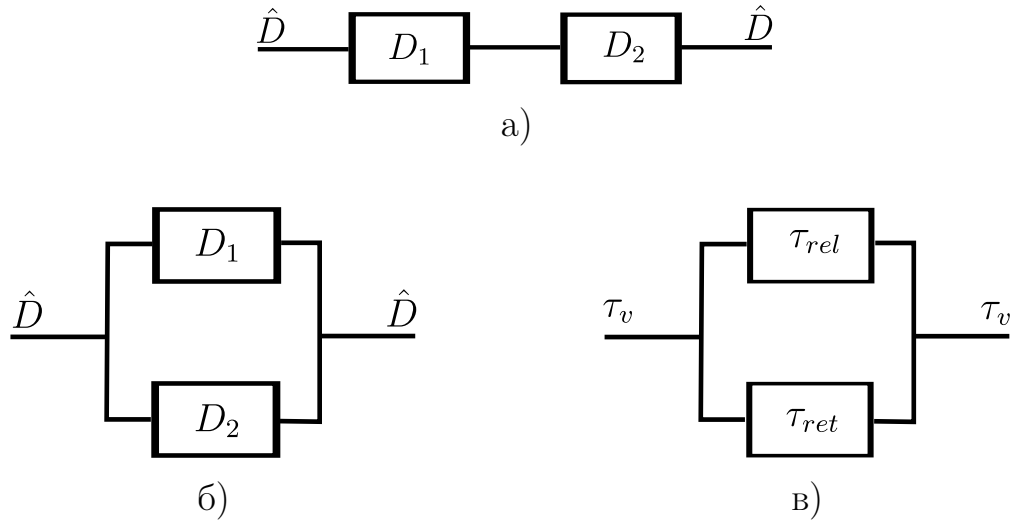 D̂ D₁ D₂ D̂
а)
D₁ τ_rel
D̂ D̂ τ_v τ_v
D₂ τ_ret
б) в)